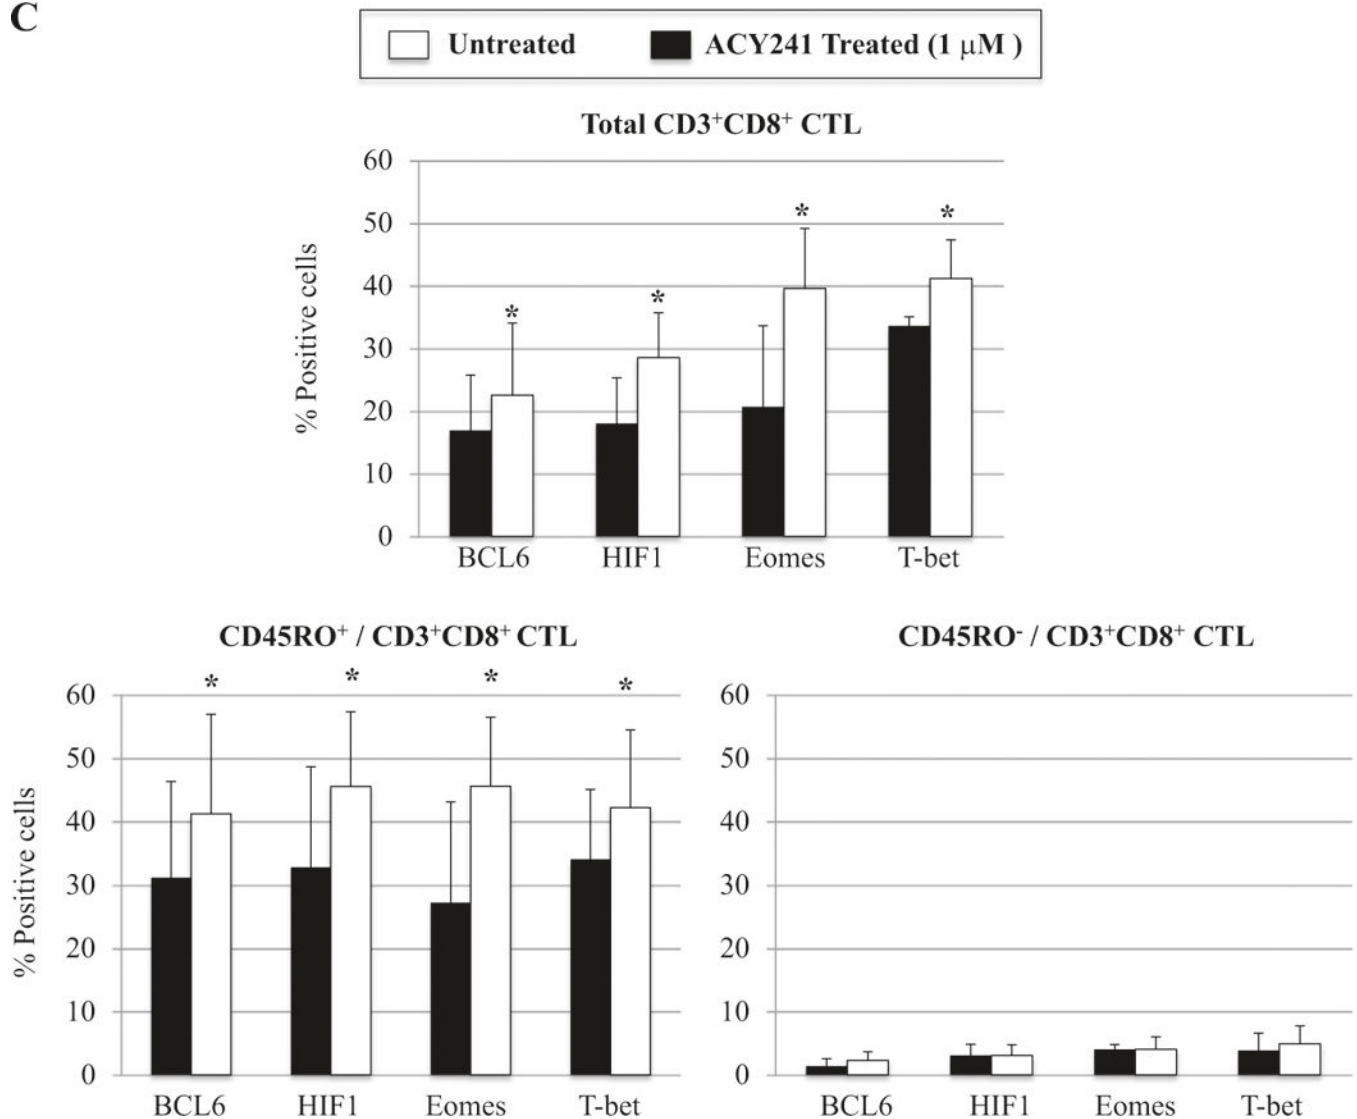 C
Untreated ACY241 Treated (1 μM )
Total CD3⁺CD8⁺ CTL
% Positive cells
60
50
40
30
20
10
0
* * * *
BCL6 HIF1 Eomes T-bet
CD45RO⁺ / CD3⁺CD8⁺ CTL
% Positive cells
60
50
40
30
20
10
0
* * * *
BCL6 HIF1 Eomes T-bet
CD45RO⁻ / CD3⁺CD8⁺ CTL
60
50
40
30
20
10
0
BCL6 HIF1 Eomes T-bet